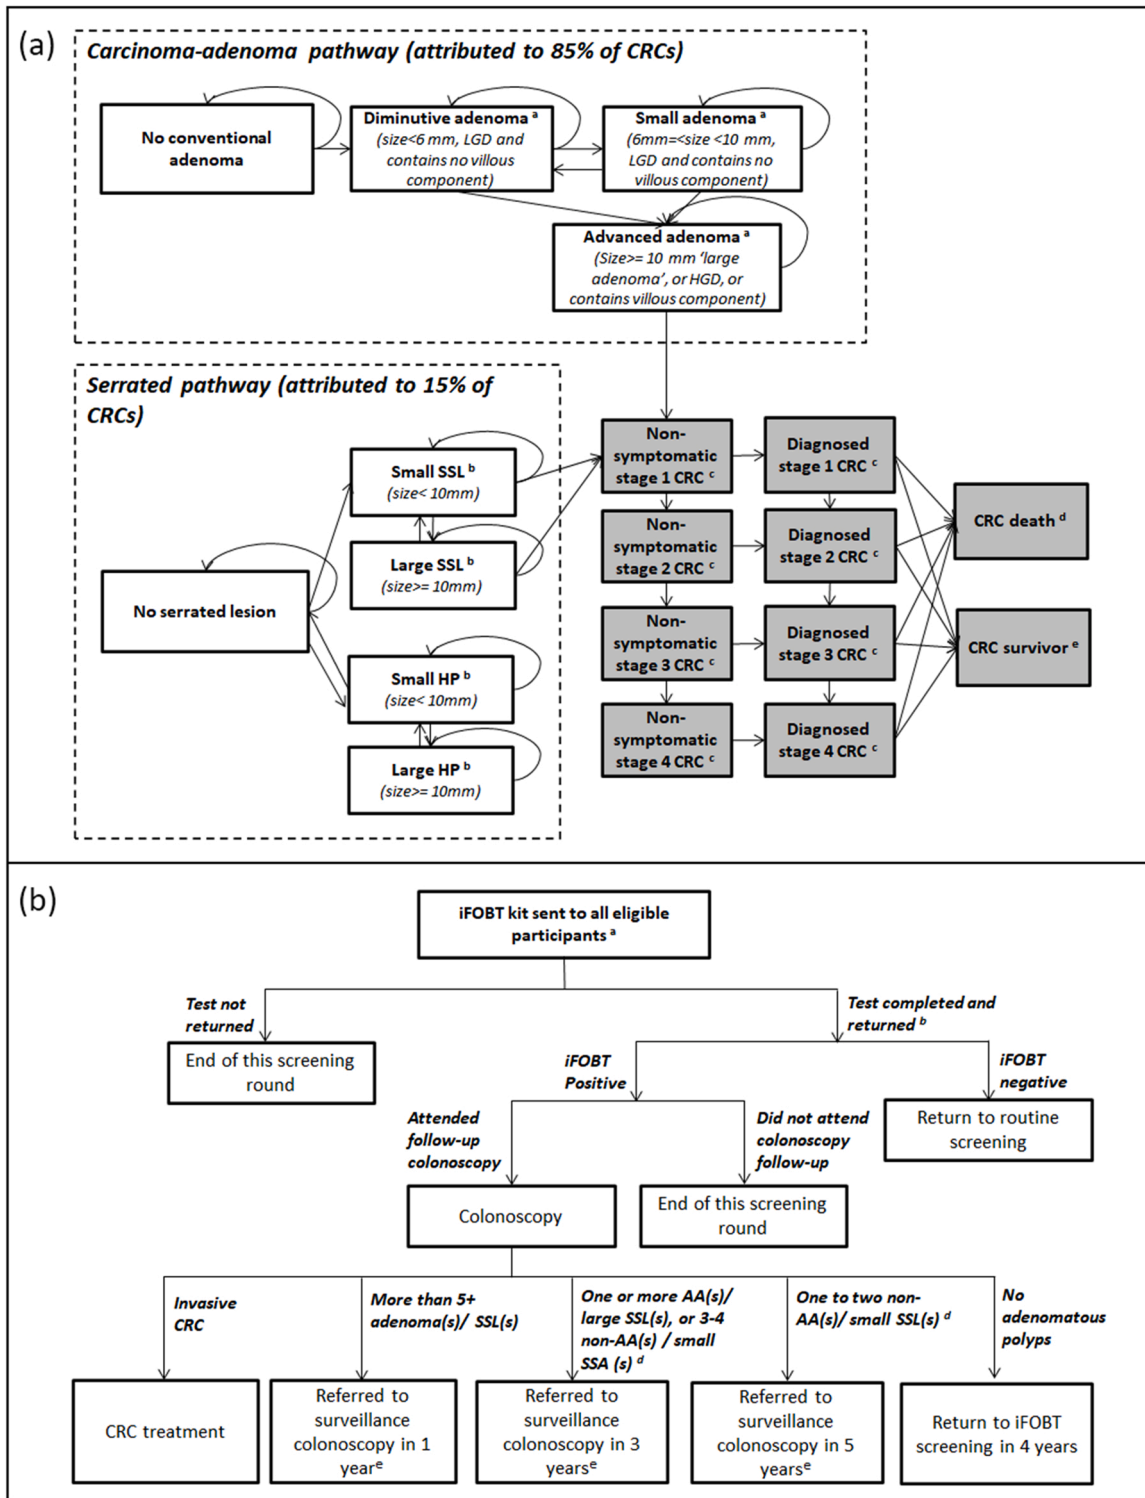 (a)
Carcinoma-adenoma pathway (attributed to 85% of CRCs)
No conventional
adenoma
Diminutive adenoma a
(size<6 mm, LGD and
contains no villous
component)
Small adenoma a
(6mm=<size <10 mm,
LGD and contains no
villous component)
Advanced adenoma a
(Size>= 10 mm ‘large
adenoma’, or HGD, or
contains villous component)
Serrated pathway (attributed to 15% of
CRCs)
No serrated lesion
Small SSL b
(size< 10mm)
Large SSL b
(size>= 10mm)
Small HP b
(size< 10mm)
Large HP b
(size>= 10mm)
Non-
symptomatic
stage 1 CRC c
Diagnosed
stage 1 CRC c
Non-
symptomatic
stage 2 CRC c
Diagnosed
stage 2 CRC c
Non-
symptomatic
stage 3 CRC c
Diagnosed
stage 3 CRC c
Non-
symptomatic
stage 4 CRC c
Diagnosed
stage 4 CRC c
CRC death d
CRC survivor e
(b)
iFOBT kit sent to all eligible
participants a
Test not
returned
End of this screening
round
Test completed and
returned b
iFOBT
Positive
iFOBT
negative
Return to routine
screening
Attended
follow-up
colonoscopy
Did not attend
colonoscopy
follow-up
Colonoscopy
End of this screening
round
Invasive
CRC
More than 5+
adenoma(s)/ SSL(s)
One or more AA(s)/
large SSL(s), or 3-4
non-AA(s) / small
SSA (s) d
One to two non-
AA(s)/ small SSL(s) d
No
adenomatous
polyps
CRC treatment
Referred to
surveillance
colonoscopy in 1
year e
Referred to
surveillance
colonoscopy in 3
years e
Referred to
surveillance
colonoscopy in 5
years e
Return to iFOBT
screening in 4 years